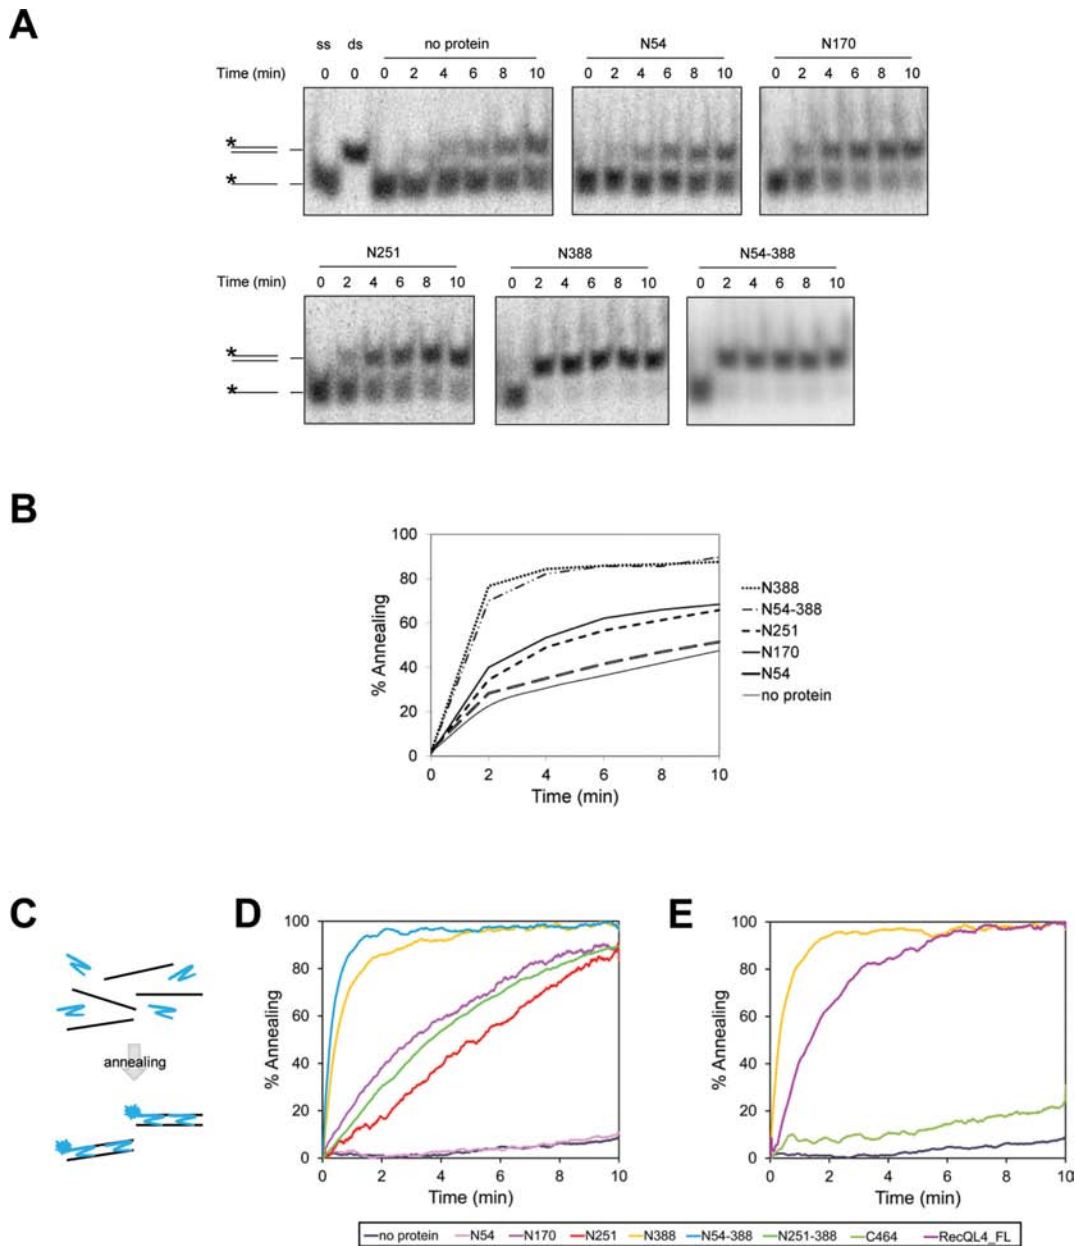 A
ss ds no protein N54 N170
Time (min) 0 0 0 2 4 6 8 10 0 2 4 6 8 10 0 2 4 6 8 10
*
*
N251 N388 N54-388
Time (min) 0 2 4 6 8 10 0 2 4 6 8 10 0 2 4 6 8 10
*
*
B
% Annealing
100
80
60
40
20
0
0 2 4 6 8 10
Time (min)
N388
N54-388
N251
N170
N54
no protein
C
annealing
D
% Annealing
100
80
60
40
20
0
0 2 4 6 8 10
Time (min)
E
% Annealing
100
80
60
40
20
0
0 2 4 6 8 10
Time (min)
no protein N54 N170 N251 N388 N54-388 N251-388 C464 RecQL4_FL